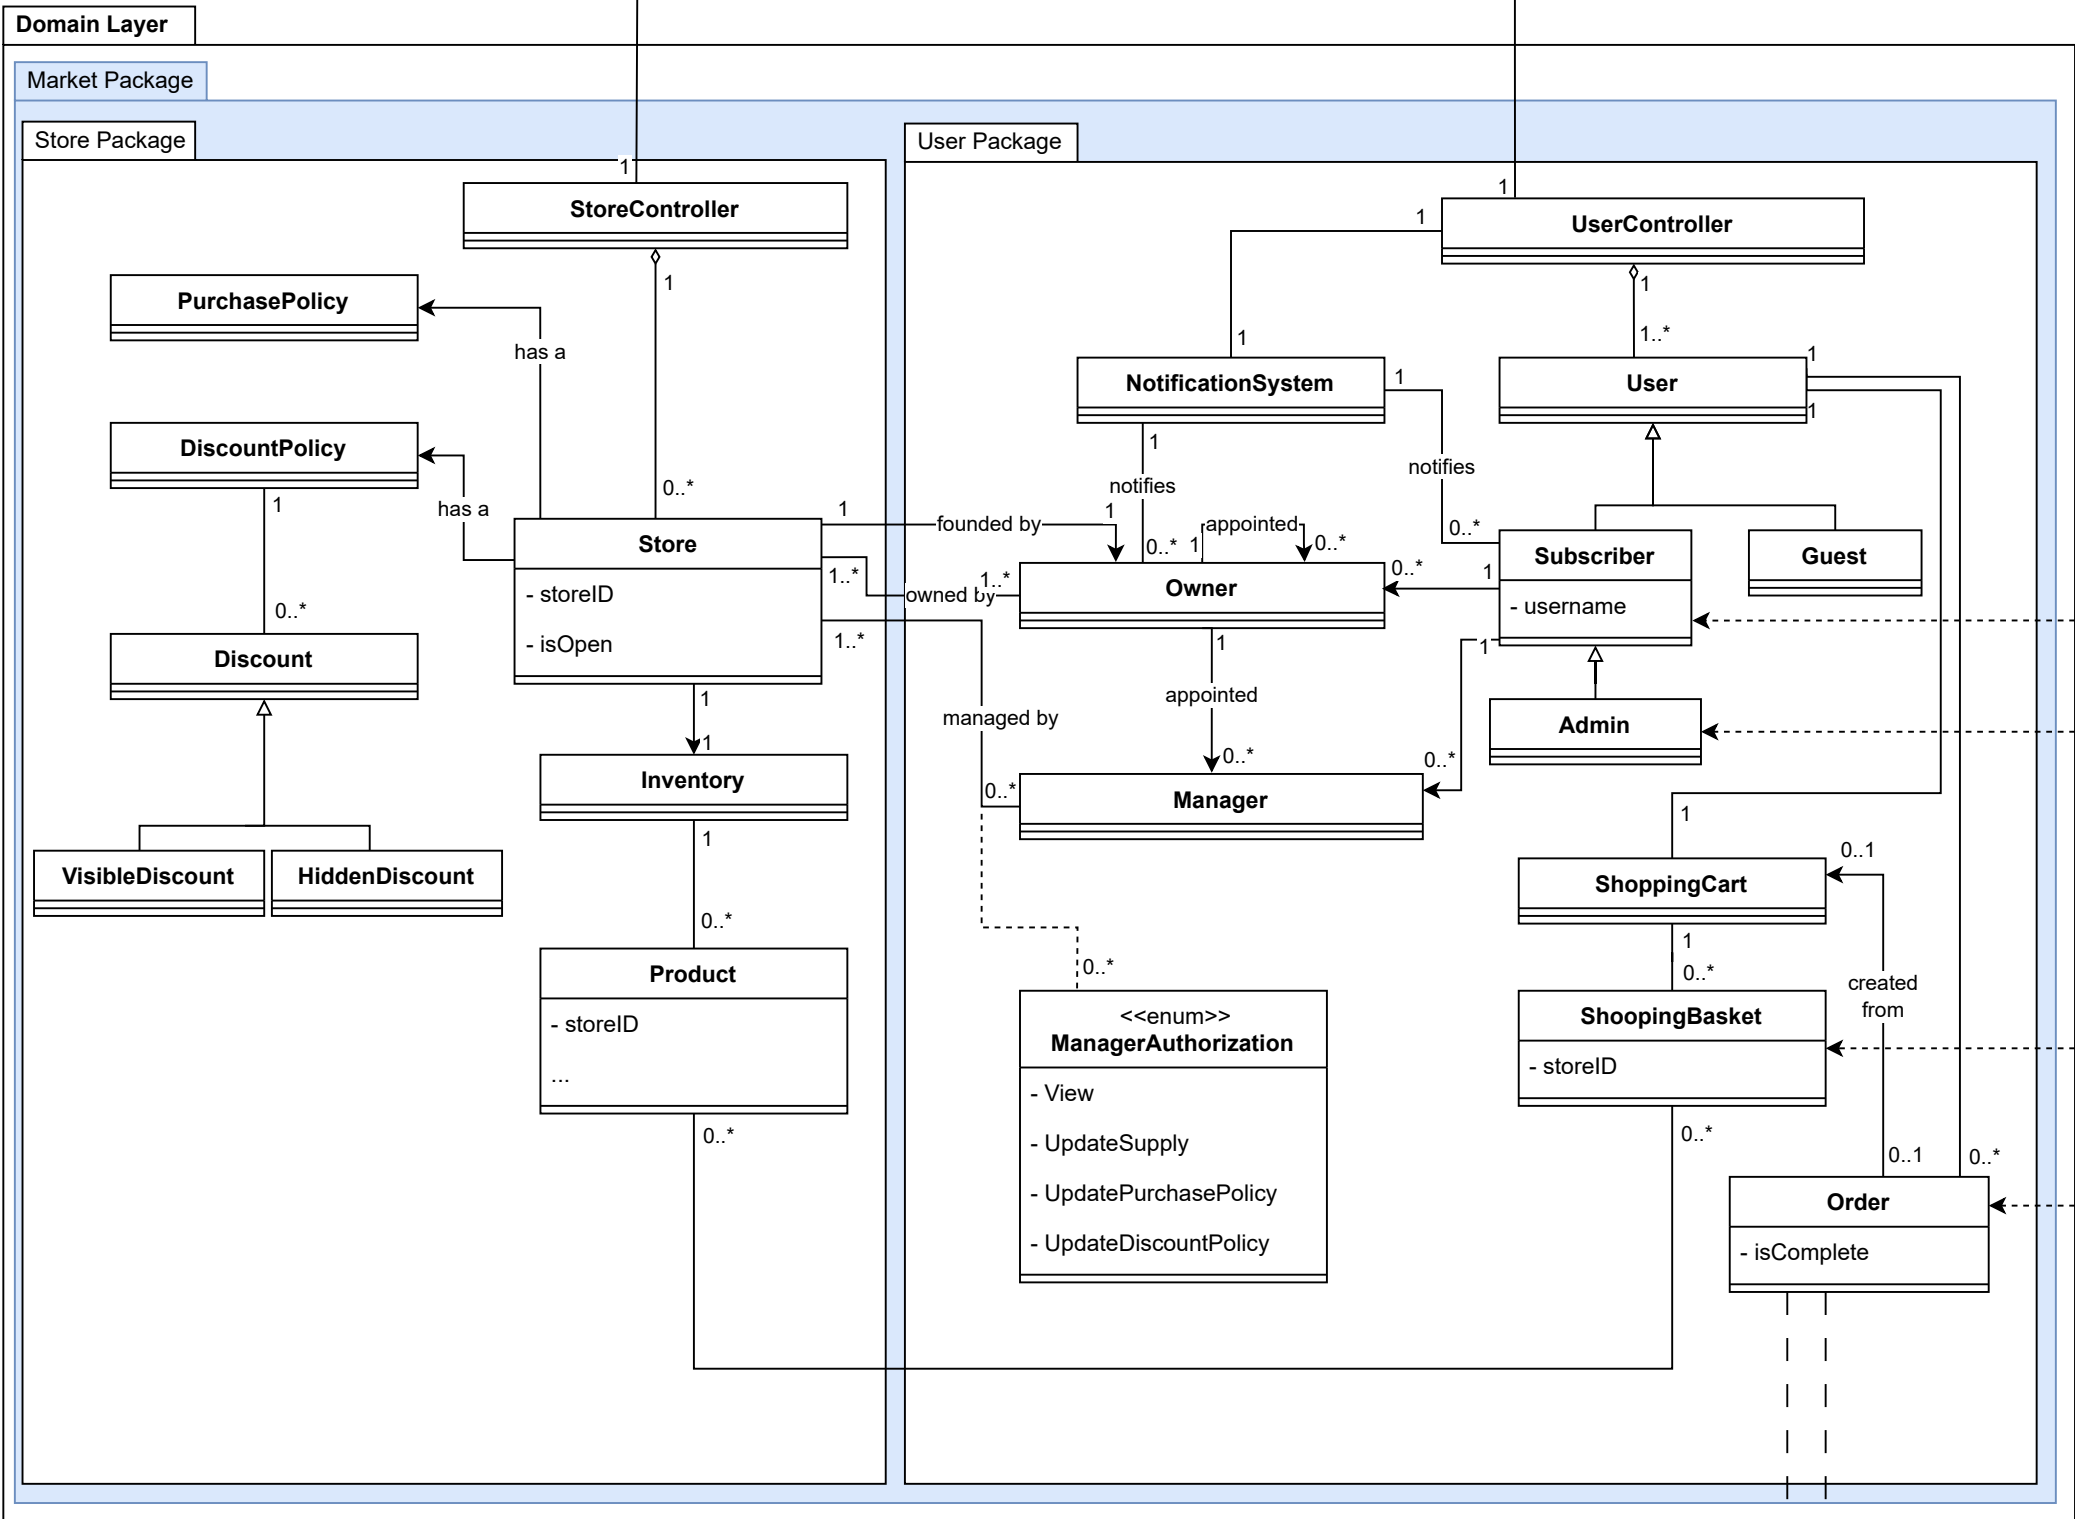 Domain Layer
Market Package
Store Package
User Package
1
StoreController
1
0..*
PurchasePolicy
has a
DiscountPolicy
has a
1
0..*
Discount
VisibleDiscount
HiddenDiscount
Store
- storeID
- isOpen
1
founded by
1
1..*
owned by
1..*
1..*
managed by
0..*
1
1
Inventory
1
0..*
Product
- storeID
...
0..*
1
UserController
1
1
1
1..*
NotificationSystem
1
notifies
0..*
1
notifies
0..*
User
1
1
1
appointed
0..*
Owner
0..*
1
Subscriber
- username
Guest
1
appointed
0..*
1
0..*
Manager
Admin
0..*
<<enum>>
ManagerAuthorization
- View
- UpdateSupply
- UpdatePurchasePolicy
- UpdateDiscountPolicy
1
ShoppingCart
0..1
1
0..*
created
from
ShoopingBasket
- storeID
0..*
0..1
0..*
Order
- isComplete